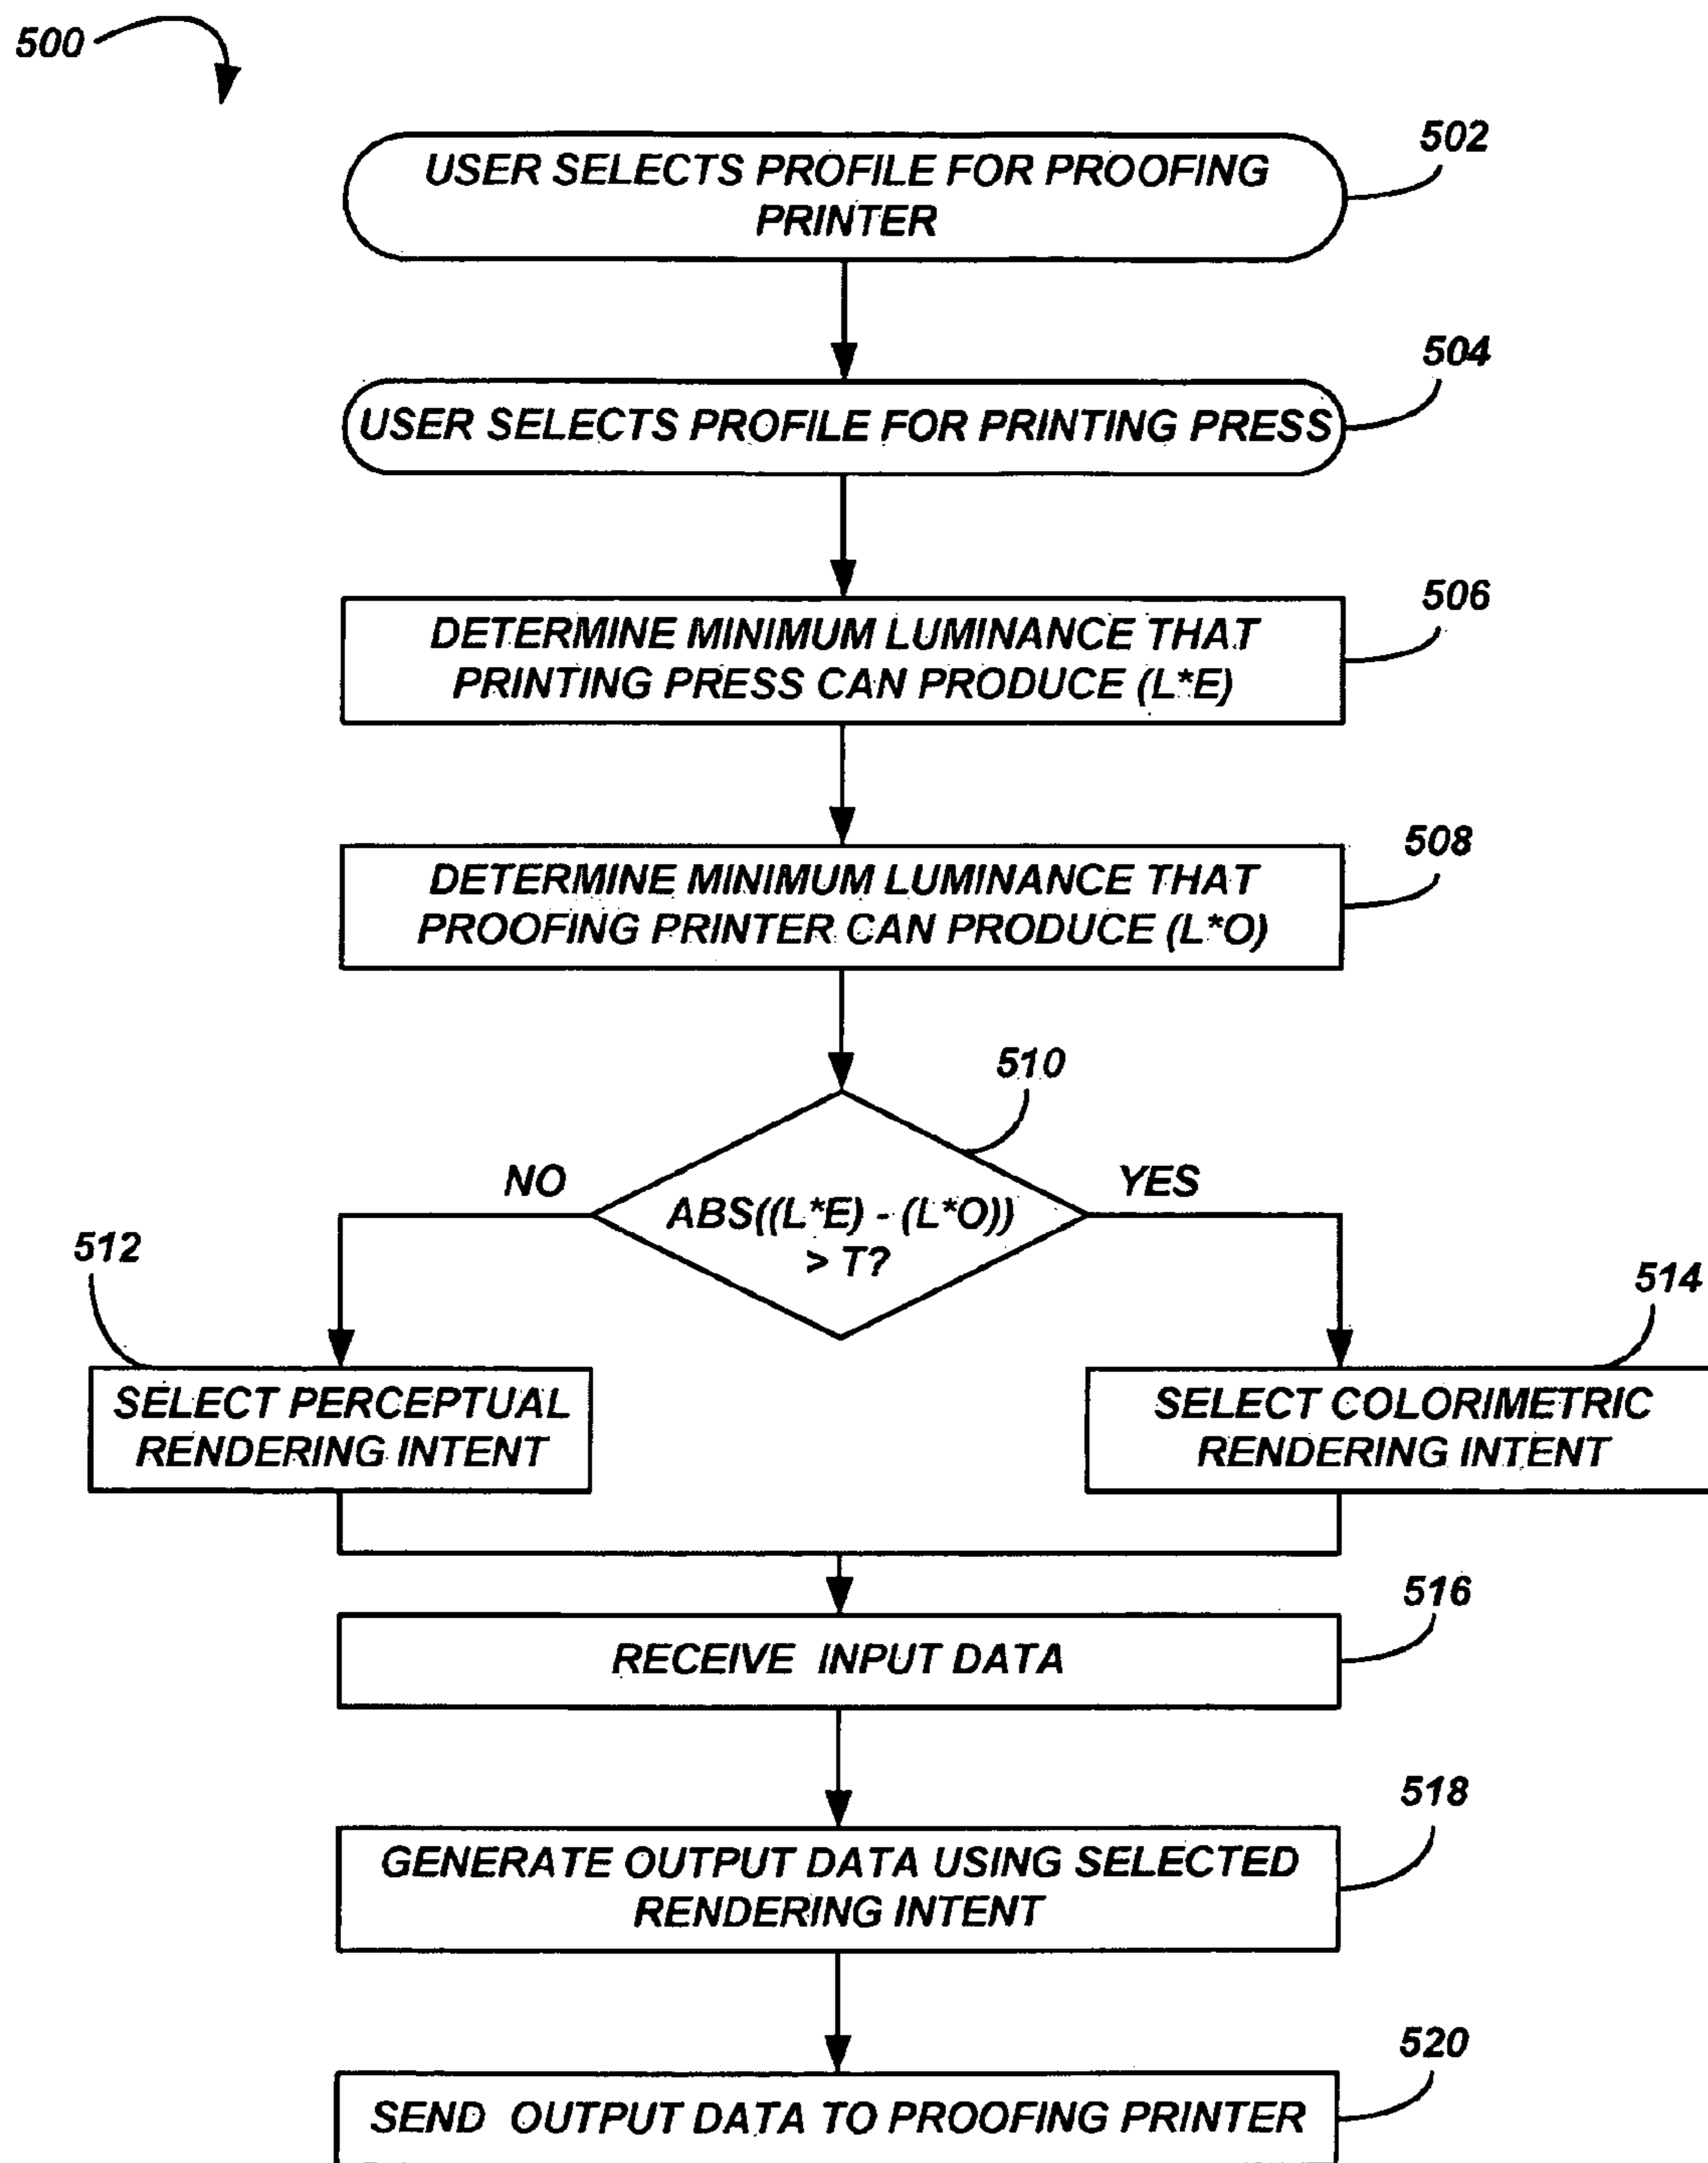 500
502
USER SELECTS PROFILE FOR PROOFING
PRINTER
504
USER SELECTS PROFILE FOR PRINTING PRESS
506
DETERMINE MINIMUM LUMINANCE THAT
PRINTING PRESS CAN PRODUCE (L*E)
508
DETERMINE MINIMUM LUMINANCE THAT
PROOFING PRINTER CAN PRODUCE (L*O)
510
NO
YES
ABS((L*E) - (L*O))
> T?
512
514
SELECT PERCEPTUAL
RENDERING INTENT
SELECT COLORIMETRIC
RENDERING INTENT
516
RECEIVE INPUT DATA
518
GENERATE OUTPUT DATA USING SELECTED
RENDERING INTENT
520
SEND OUTPUT DATA TO PROOFING PRINTER